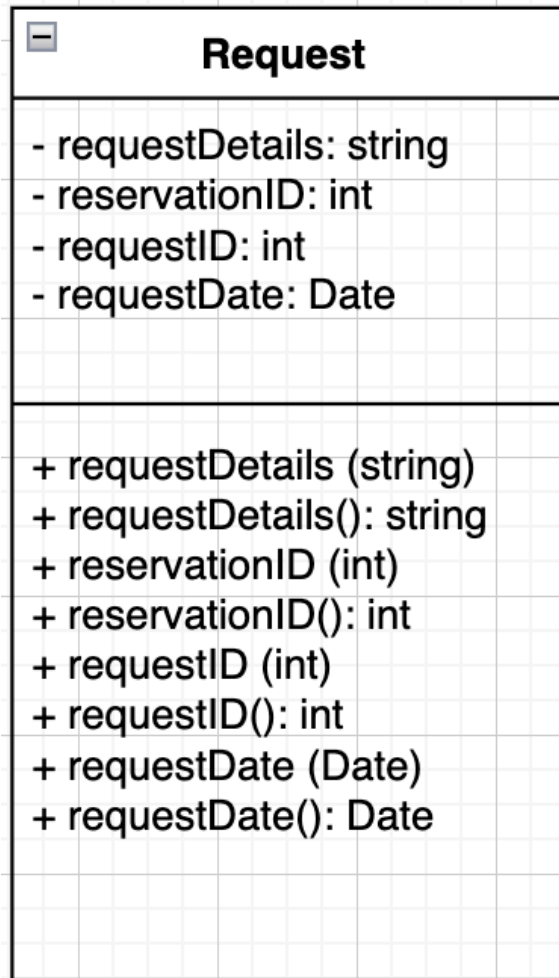 Request
- requestDetails: string
- reservationID: int
- requestID: int
- requestDate: Date
+ requestDetails (string)
+ requestDetails(): string
+ reservationID (int)
+ reservationID(): int
+ requestID (int)
+ requestID(): int
+ requestDate (Date)
+ requestDate(): Date